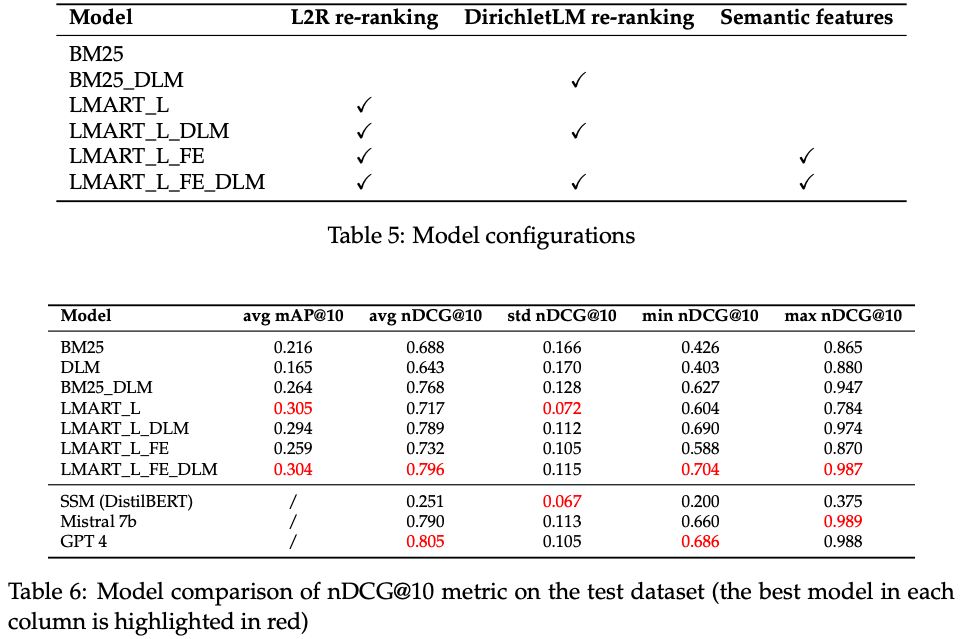 Model L2R re-ranking DirichletLM re-ranking Semantic features
BM25
BM25_DLM ✓
LMART_L ✓
LMART_L_DLM ✓ ✓
LMART_L_FE ✓ ✓
LMART_L_FE_DLM ✓ ✓ ✓
Table 5: Model configurations
Model avg mAP@10 avg nDCG@10 std nDCG@10 min nDCG@10 max nDCG@10
BM25 0.216 0.688 0.166 0.426 0.865
DLM 0.165 0.643 0.170 0.403 0.880
BM25_DLM 0.264 0.768 0.128 0.627 0.947
LMART_L 0.305 0.717 0.072 0.604 0.784
LMART_L_DLM 0.294 0.789 0.112 0.690 0.974
LMART_L_FE 0.259 0.732 0.105 0.588 0.870
LMART_L_FE_DLM 0.304 0.796 0.115 0.704 0.987
SSM (DistilBERT) / 0.251 0.067 0.200 0.375
Mistral 7b / 0.790 0.113 0.660 0.989
GPT 4 / 0.805 0.105 0.686 0.988
Table 6: Model comparison of nDCG@10 metric on the test dataset (the best model in each
column is highlighted in red)